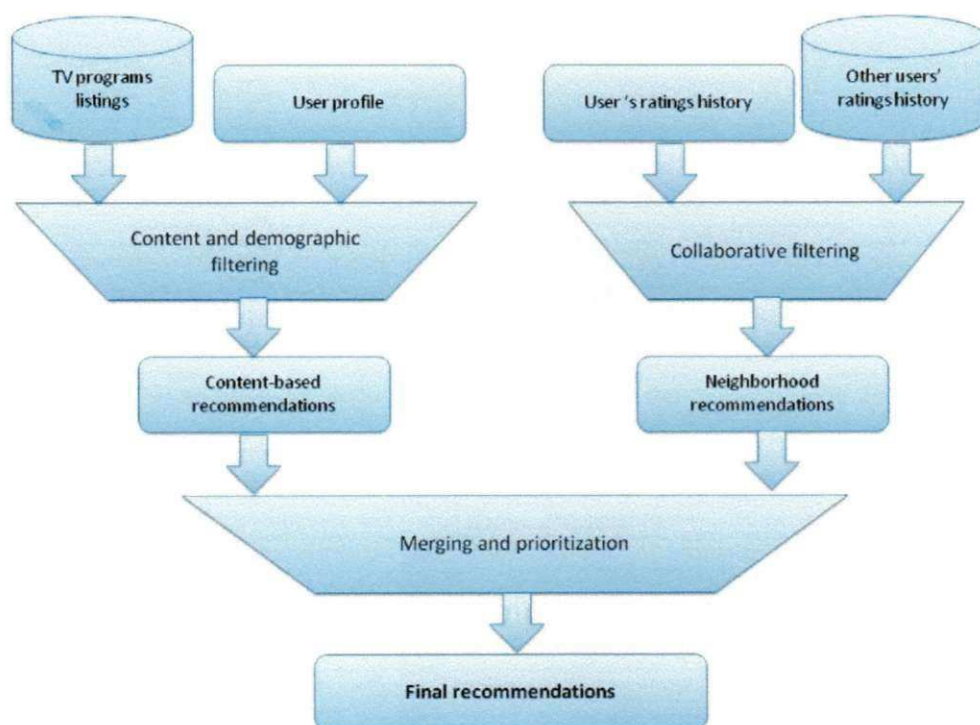 TV programs
listings
User profile
User 's ratings history
Other users'
ratings history
Content and demographic
filtering
Collaborative filtering
Content-based
recommendations
Neighborhood
recommendations
Merging and prioritization
Final recommendations